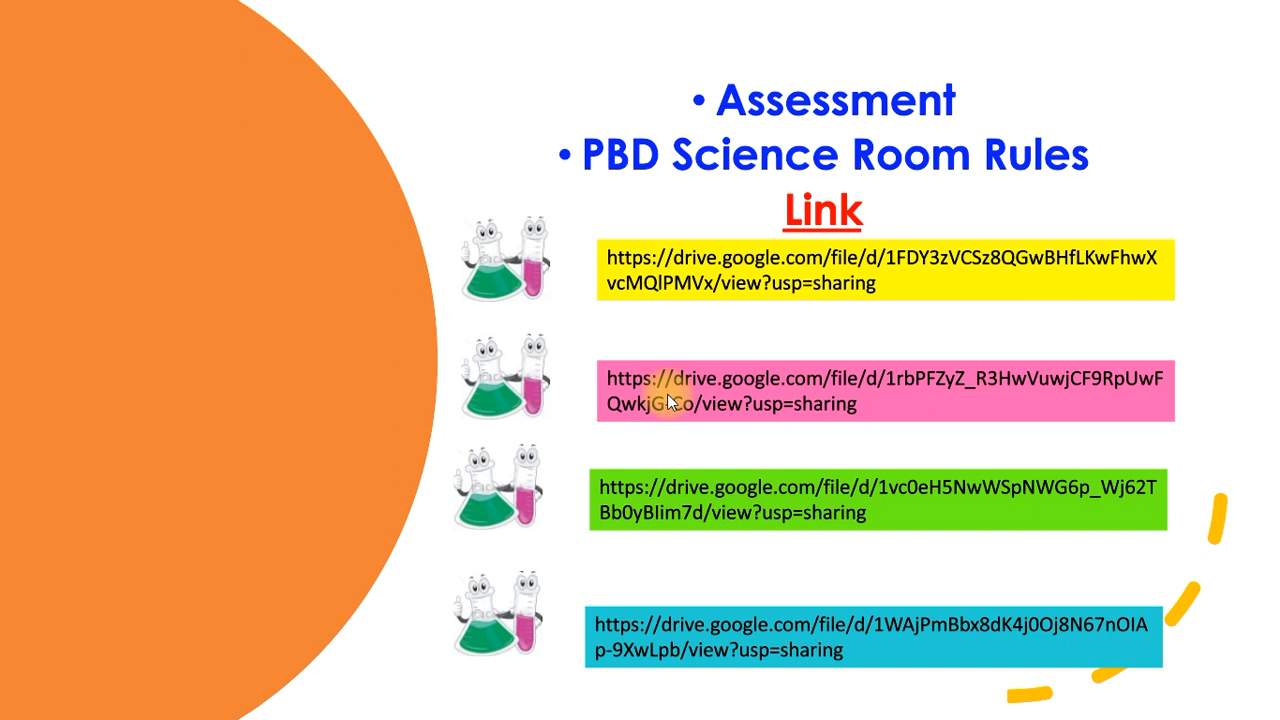 • Assessment
• PBD Science Room Rules
Link
https://drive.google.com/file/d/1FDY3zVCSz8QGwBHfLKwFhwX
vcMQlPMVx/view?usp=sharing
https://drive.google.com/file/d/1rbPFZyZ_R3HwVuwjCF9RpUwF
/view?usp=sharing
https://drive.google.com/file/d/1vc0eH5NwWSpNWG6p_Wj62T
Bb0yBIim7d/view?usp=sharing
https://drive.google.com/file/d/1WAjPmBbx8dK4j0Oj8N67nOIA
p-9XwLpb/view?usp=sharing